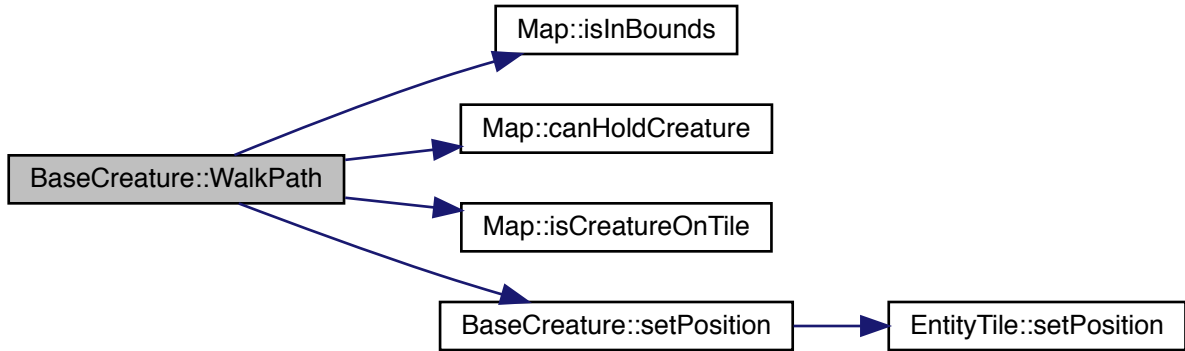 Map::isInBounds
Map::canHoldCreature
BaseCreature::WalkPath
Map::isCreatureOnTile
BaseCreature::setPosition
EntityTile::setPosition